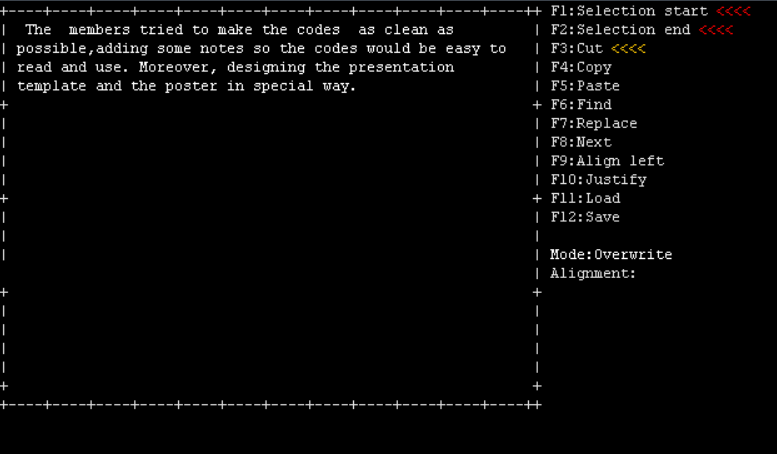 The  members tried to make the codes  as clean as
possible,adding some notes so the codes would be easy to
read and use. Moreover, designing the presentation
template and the poster in special way.
F1:Selection start <<<<
F2:Selection end <<<<
F3:Cut <<<<
F4:Copy
F5:Paste
F6:Find
F7:Replace
F8:Next
F9:Align left
F10:Justify
F11:Load
F12:Save
Mode:Overwrite
Alignment: